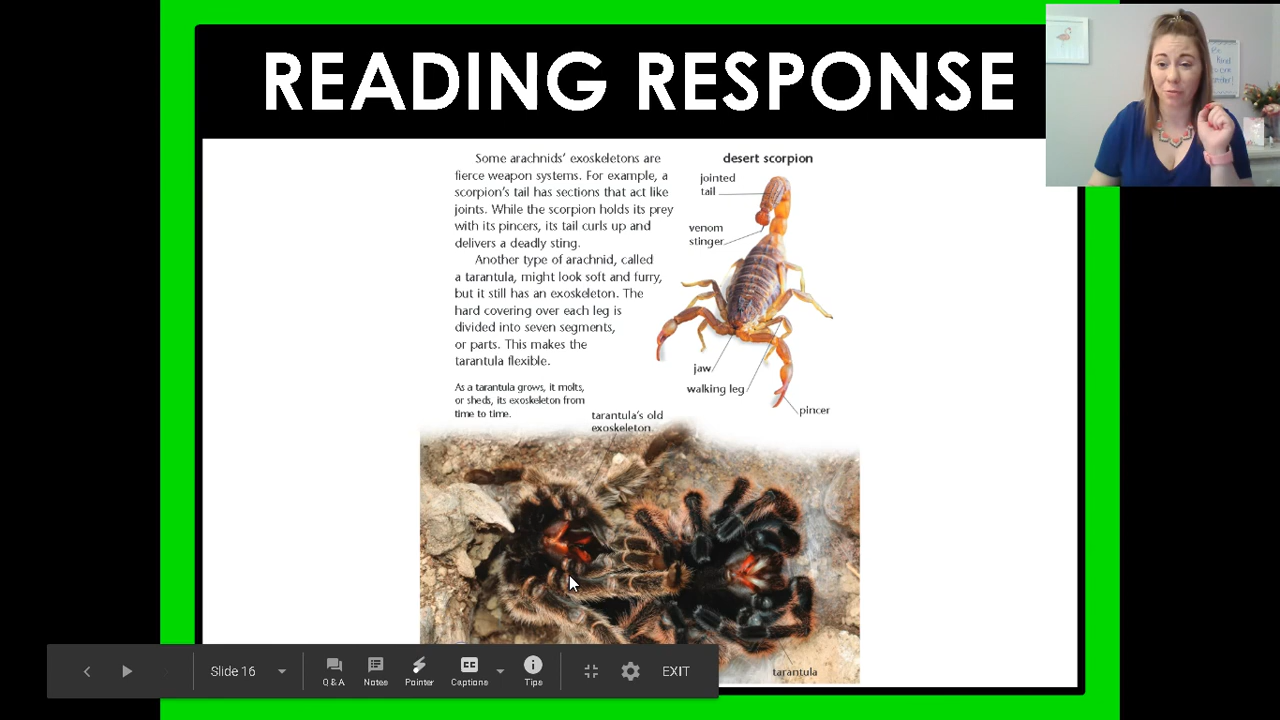 READING RESPONSE
Some arachnids' exoskeletons are
fierce weapon systems. For example, a
scorpion's tail has sections that act like
joints. While the scorpion holds its prey
with its pincers, its tail curls up and
delivers a deadly sting.
Another type of arachnid, called
a tarantula, might look soft and furry,
but it still has an exoskeleton. The
hard covering over each leg is
divided into seven segments,
or parts. This makes the
tarantula flexible.
As a tarantula grows, it molts,
or sheds, its exoskeleton from
time to time.
desert scorpion
jointed
tail
venom
stinger
jaw
walking leg
pincer
tarantula's old
exoskeleton
tarantula
Slide 16
Q & A
Notes
Pointer
Captions
Tips
EXIT